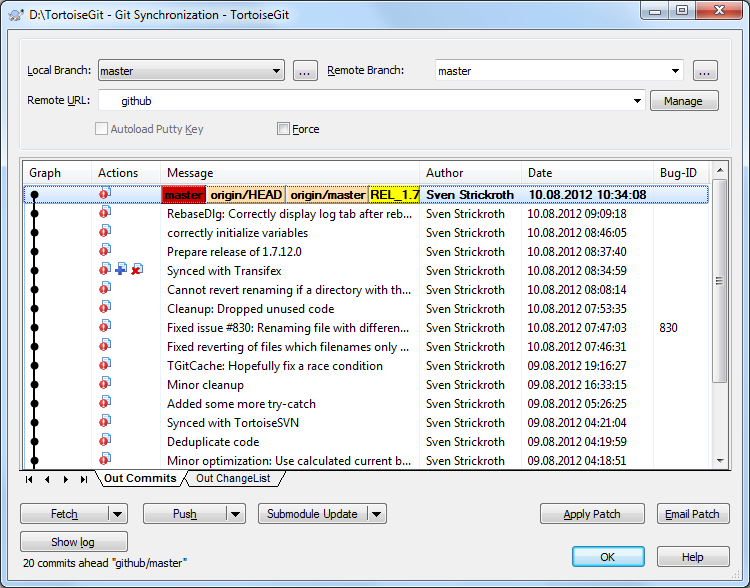 D:\TortoiseGit - Git Synchronization - TortoiseGit
Local Branch: master ... Remote Branch: master ...
Remote URL: github Manage
Autoload Putty Key Force
Graph Actions Message Author Date Bug-ID
master origin/HEAD origin/master REL_1.7 Sven Strickroth 10.08.2012 10:34:08
RebaseDlg: Correctly display log tab after reb... Sven Strickroth 10.08.2012 09:09:18
correctly initialize variables Sven Strickroth 10.08.2012 08:46:05
Prepare release of 1.7.12.0 Sven Strickroth 10.08.2012 08:37:40
Synced with Transifex Sven Strickroth 10.08.2012 08:34:59
Cannot revert renaming if a directory with th... Sven Strickroth 10.08.2012 08:08:14
Cleanup: Dropped unused code Sven Strickroth 10.08.2012 07:53:35
Fixed issue #830: Renaming file with differen... Sven Strickroth 10.08.2012 07:47:03 830
Fixed reverting of files which filenames only ... Sven Strickroth 10.08.2012 07:46:31
TGitCache: Hopefully fix a race condition Sven Strickroth 09.08.2012 19:16:27
Minor cleanup Sven Strickroth 09.08.2012 16:33:15
Added some more try-catch Sven Strickroth 09.08.2012 05:26:25
Synced with TortoiseSVN Sven Strickroth 09.08.2012 04:21:04
Deduplicate code Sven Strickroth 09.08.2012 04:19:59
Minor optimization: Use calculated current b... Sven Strickroth 09.08.2012 04:18:51
Out Commits Out ChangeList
Fetch Push Submodule Update Apply Patch Email Patch
Show log
20 commits ahead "github/master" OK Help